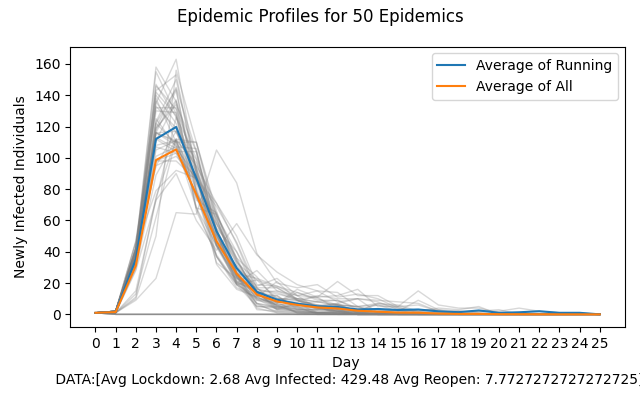 Epidemic Profiles for 50 Epidemics
Average of Running
Average of All
Newly Infected Individuals
160
140
120
100
80
60
40
20
0
0 1 2 3 4 5 6 7 8 9 10 11 12 13 14 15 16 17 18 19 20 21 22 23 24 25
Day
DATA:[Avg Lockdown: 2.68 Avg Infected: 429.48 Avg Reopen: 7.7727272727272725]